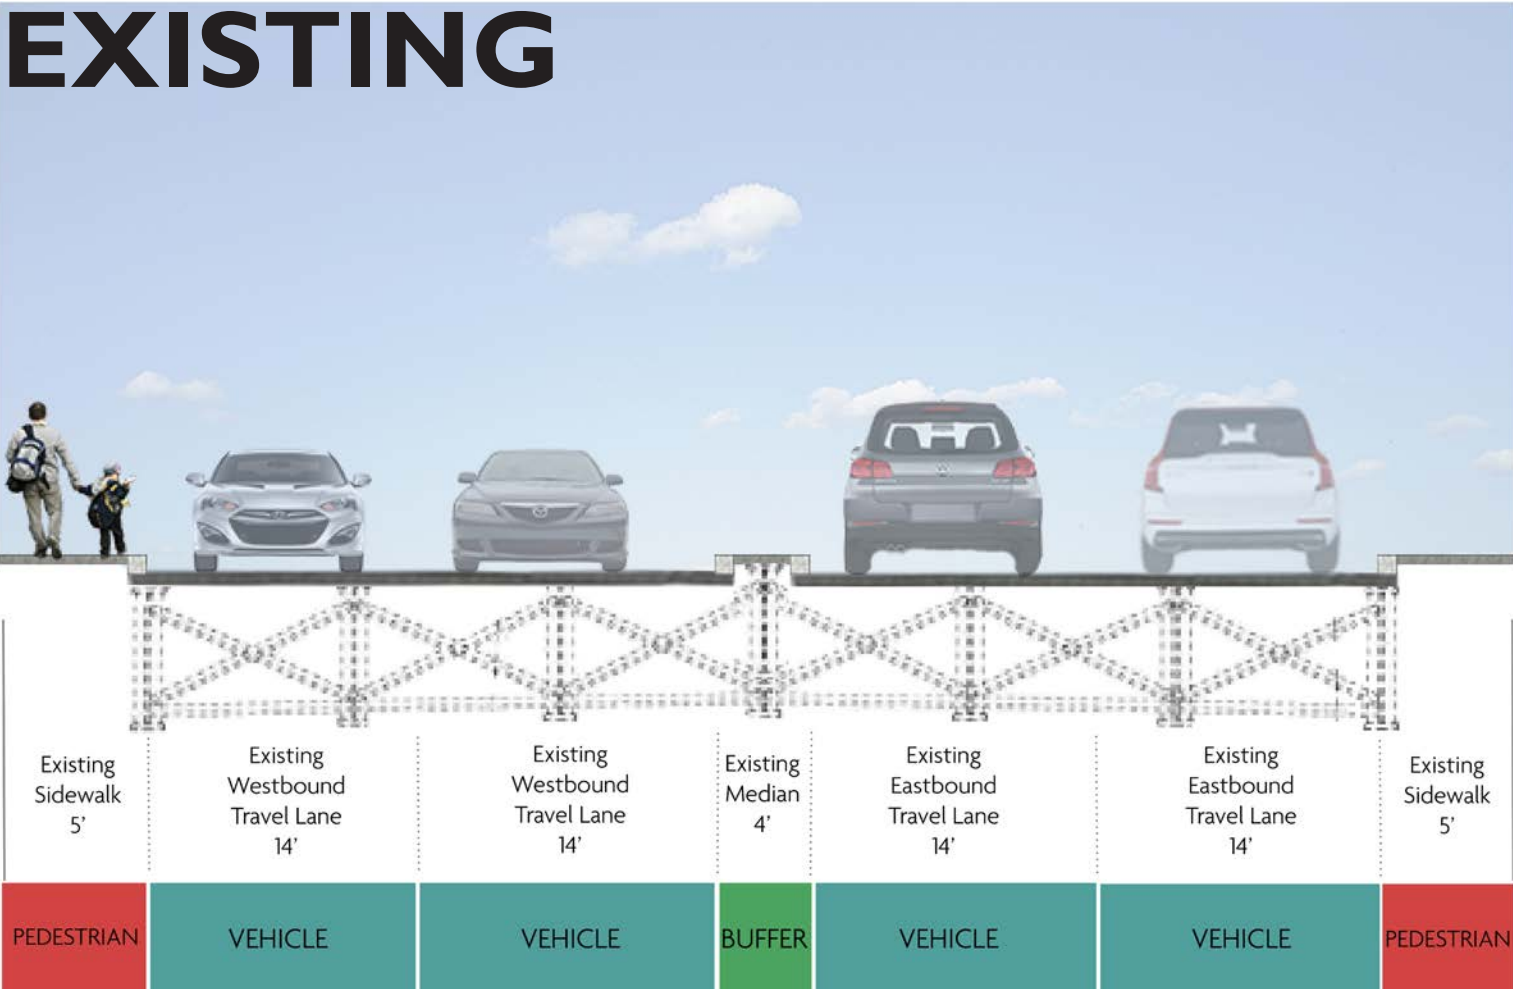 EXISTING
Existing
Sidewalk
5'
Existing
Westbound
Travel Lane
14'
Existing
Westbound
Travel Lane
14'
Existing
Median
4'
Existing
Eastbound
Travel Lane
14'
Existing
Eastbound
Travel Lane
14'
Existing
Sidewalk
5'
PEDESTRIAN
VEHICLE
VEHICLE
BUFFER
VEHICLE
VEHICLE
PEDESTRIAN